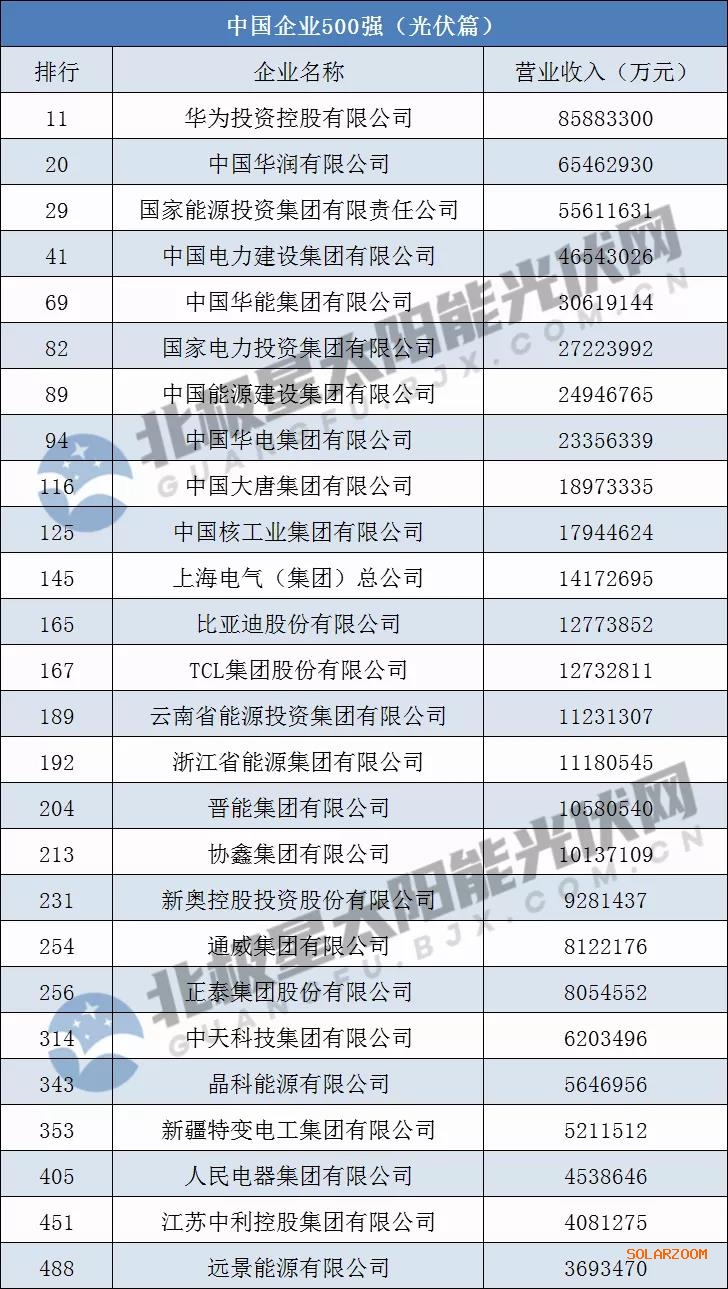 中国企业500强（光伏篇）
排行 企业名称 营业收入（万元）
11 华为投资控股有限公司 85883300
20 中国华润有限公司 65462930
29 国家能源投资集团有限责任公司 55611631
41 中国电力建设集团有限公司 46543026
69 中国华能集团有限公司 30619144
82 国家电力投资集团有限公司 27223992
89 中国能源建设集团有限公司 24946765
94 中国华电集团有限公司 23356339
116 中国大唐集团有限公司 18973335
125 中国核工业集团有限公司 17944624
145 上海电气（集团）总公司 14172695
165 比亚迪股份有限公司 12773852
167 TCL集团股份有限公司 12732811
189 云南省能源投资集团有限公司 11231307
192 浙江省能源集团有限公司 11180545
204 晋能集团有限公司 10580540
213 协鑫集团有限公司 10137109
231 新奥控股投资股份有限公司 9281437
254 通威集团有限公司 8122176
256 正泰集团股份有限公司 8054552
314 中天科技集团有限公司 6203496
343 晶科能源有限公司 5646956
353 新疆特变电工集团有限公司 5211512
405 人民电器集团有限公司 4538646
451 江苏中利控股集团有限公司 4081275
488 远景能源有限公司 3693470
北极星太阳能光伏网
GUANGFU.BJX.COM.CN
北极星太阳能光伏网
GUANGFU.BJX.COM.CN
SOLARZOOM